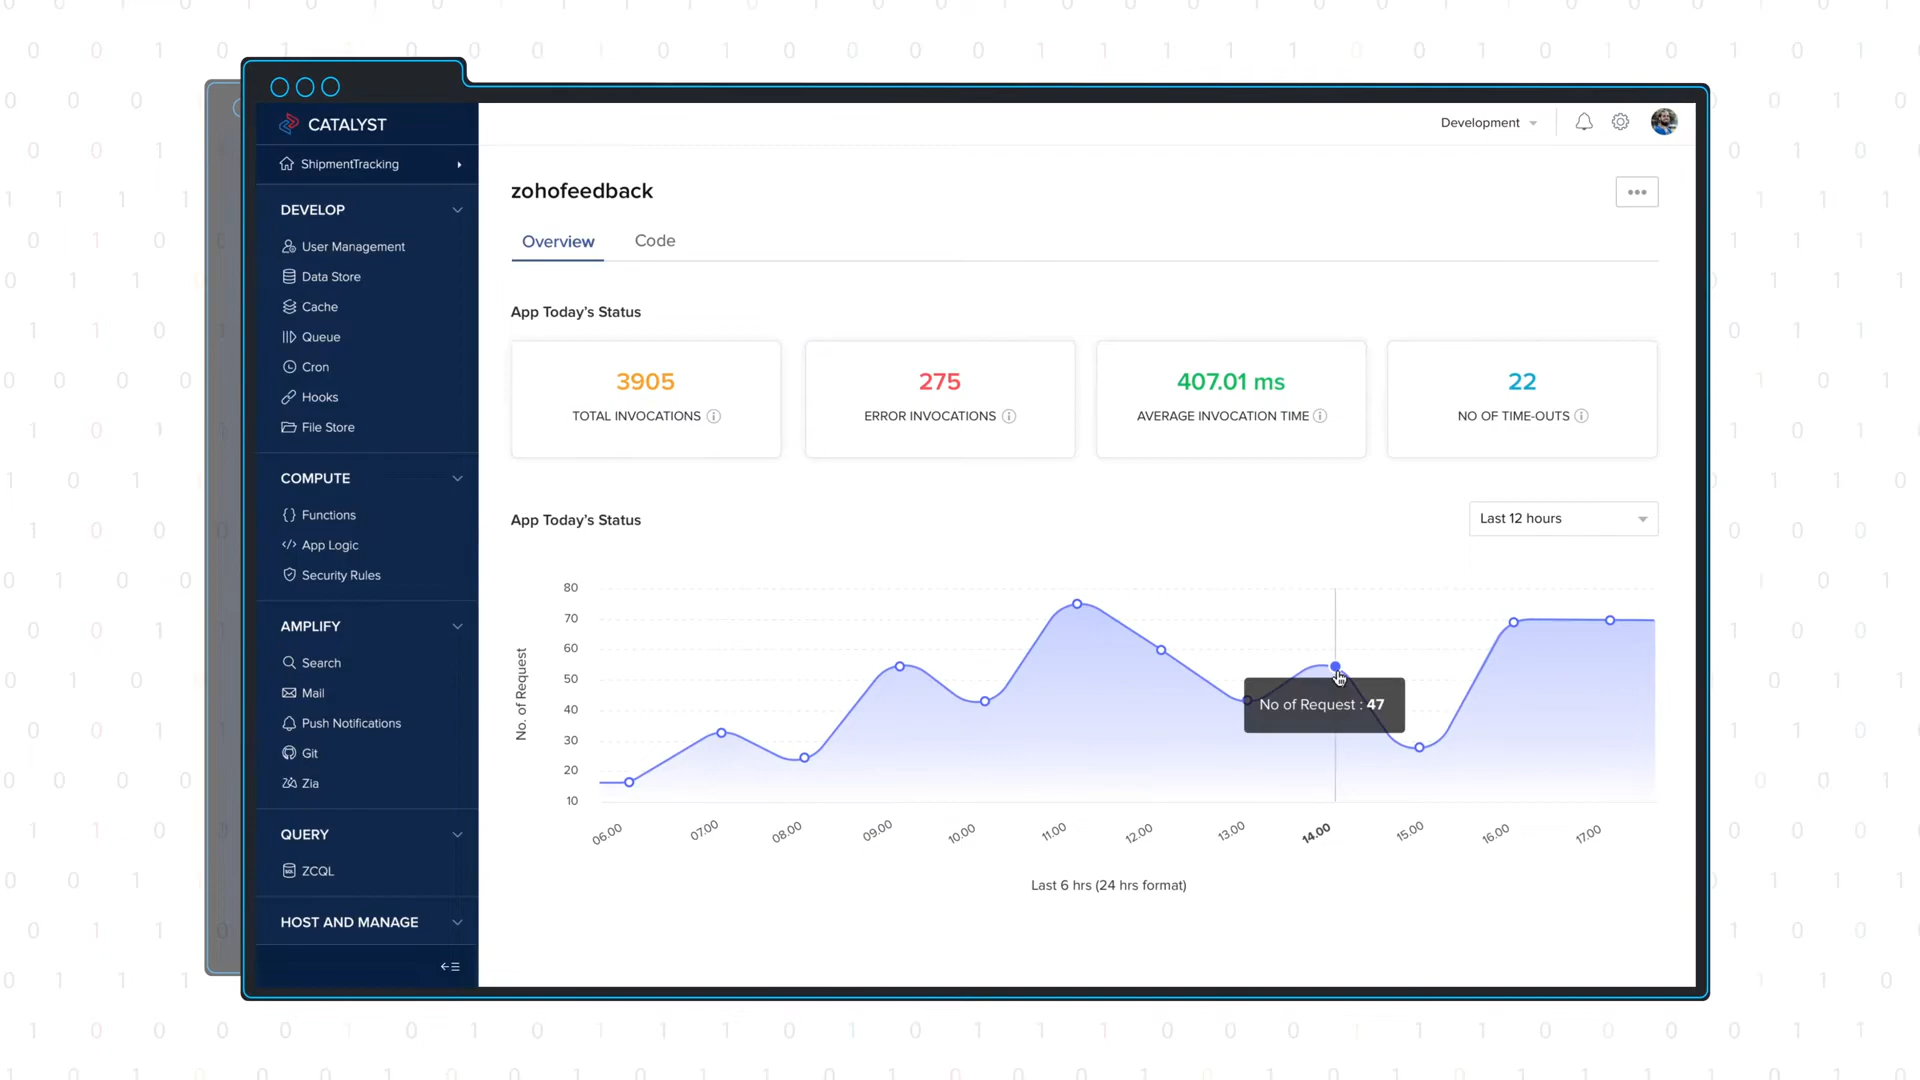 CATALYST
Development
ShipmentTracking
zohofeedback
DEVELOP
Overview
Code
User Management
Data Store
Cache
Queue
Cron
Hooks
File Store
App Today's Status
3905
TOTAL INVOCATIONS
275
ERROR INVOCATIONS
407.01 ms
AVERAGE INVOCATION TIME
22
NO OF TIME-OUTS
COMPUTE
Functions
App Logic
Security Rules
App Today's Status
Last 12 hours
AMPLIFY
Search
Mail
Push Notifications
Git
Zia
No. of Request
80
70
60
50
40
30
20
10
No of Request : 47
06.00
07.00
08.00
09.00
10.00
11.00
12.00
13.00
14.00
15.00
16.00
17.00
Last 6 hrs (24 hrs format)
QUERY
ZCQL
HOST AND MANAGE